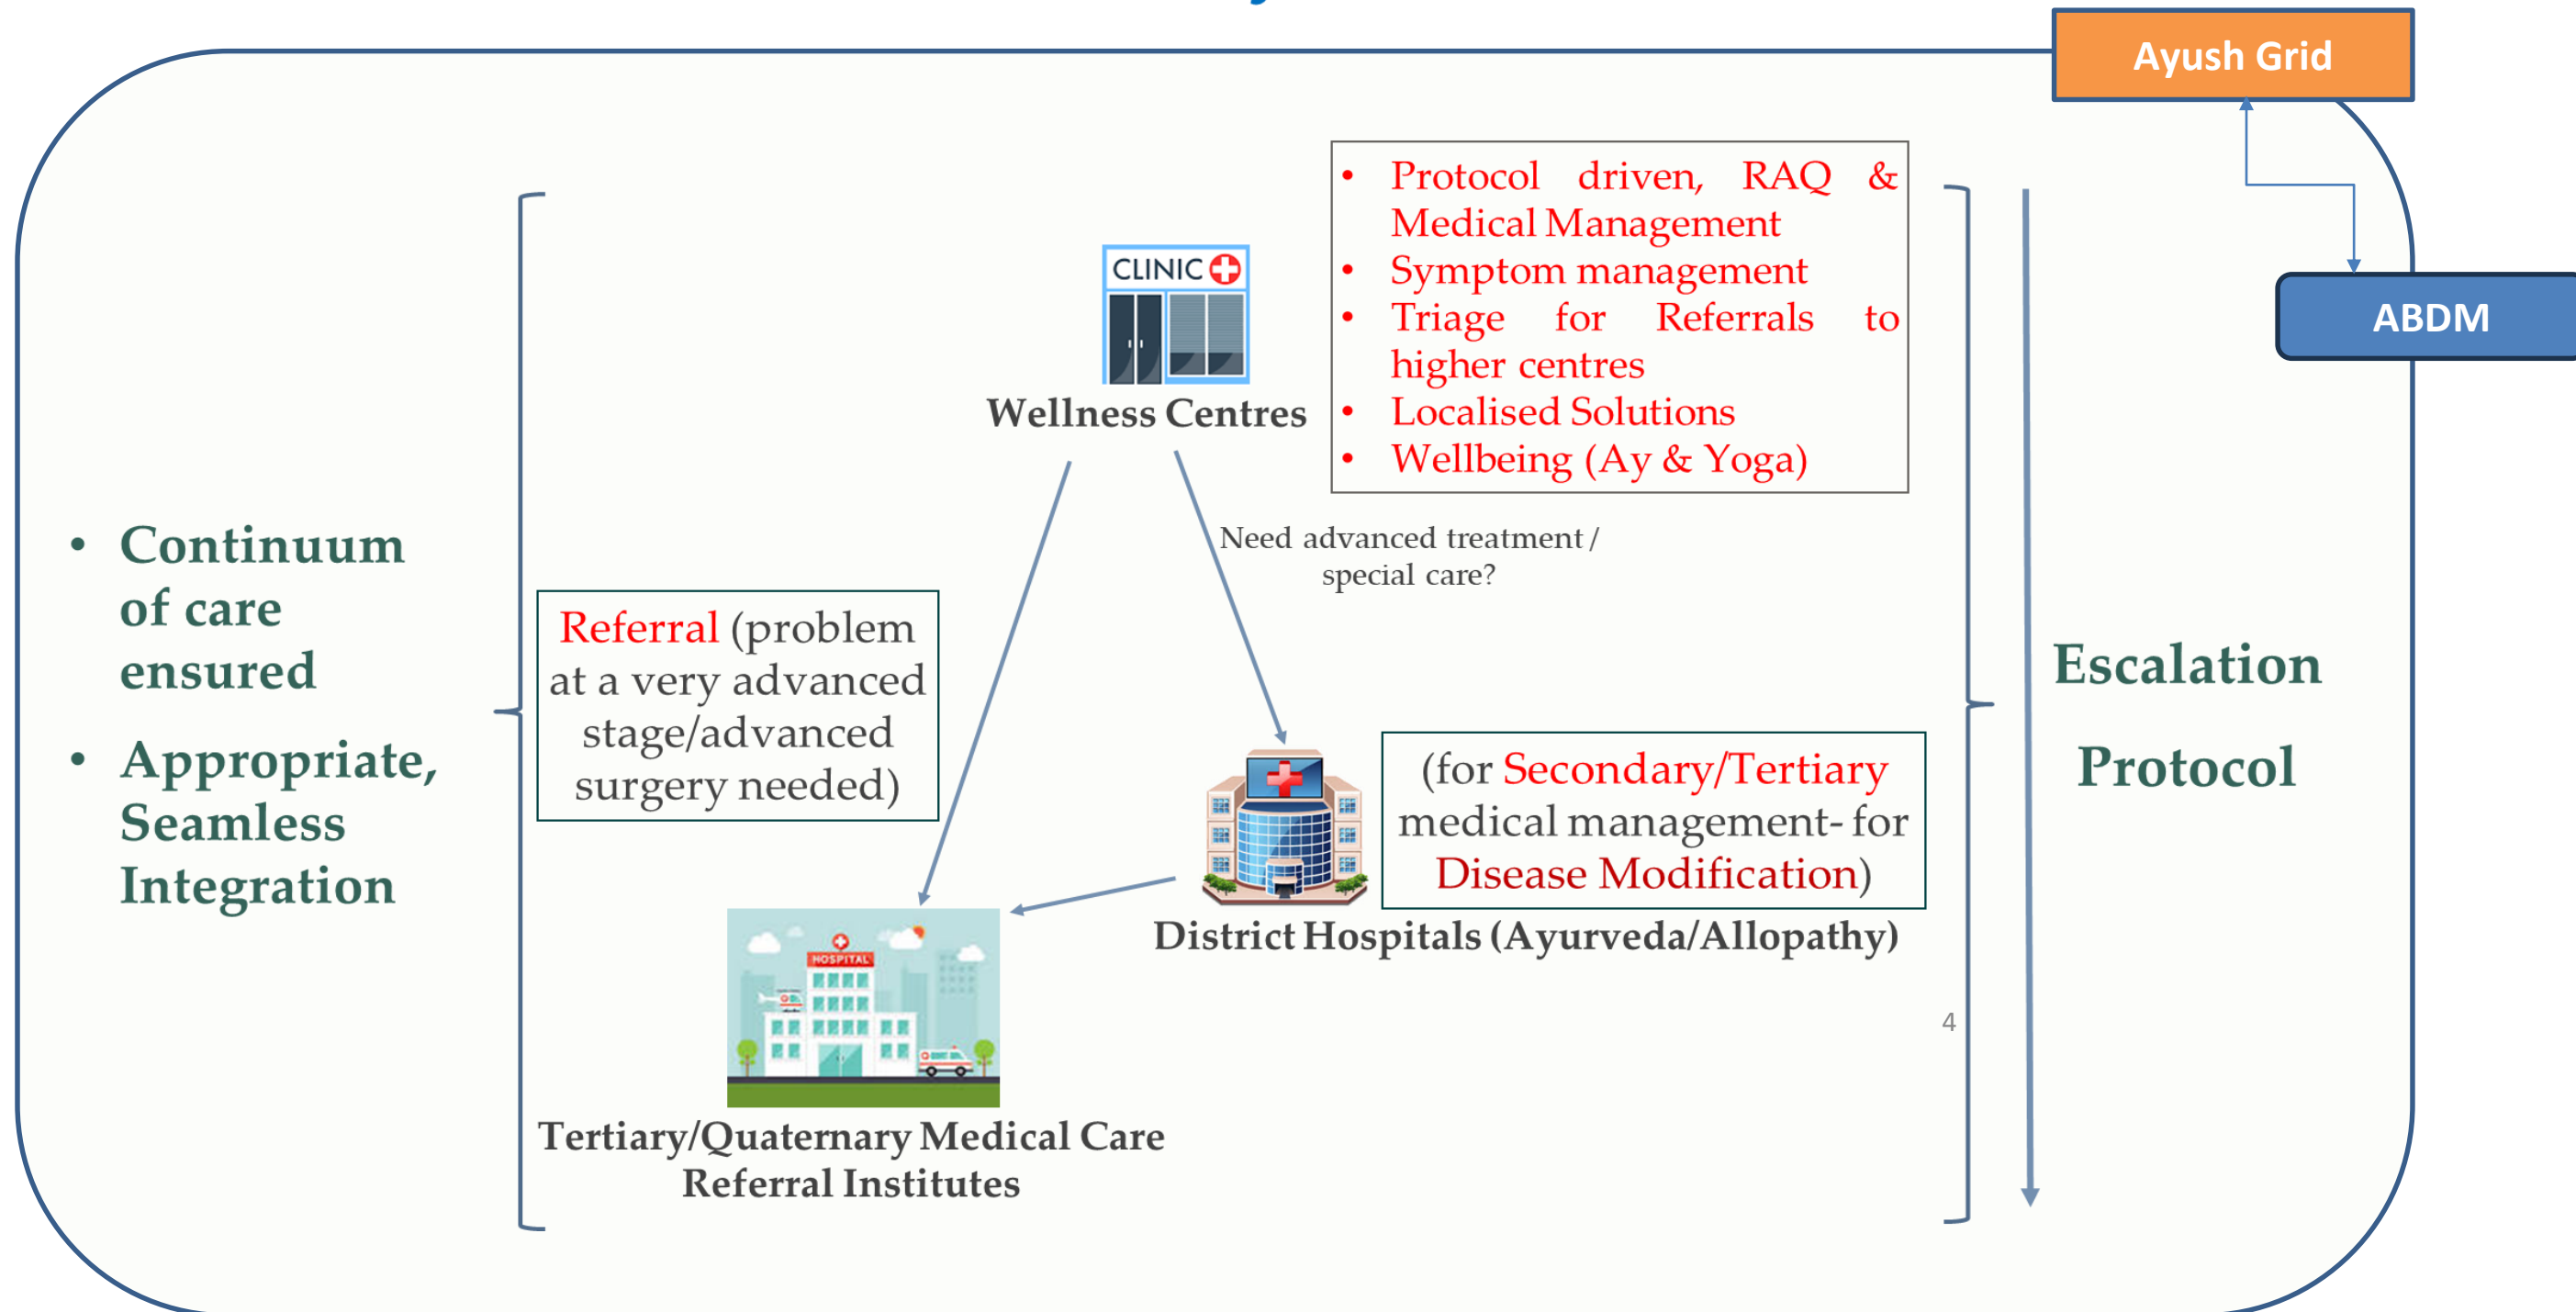 Ayush Grid
ABDM
• Protocol driven, RAQ &
Medical Management
• Symptom management
• Triage for Referrals to
higher centres
• Localised Solutions
• Wellbeing (Ay & Yoga)
CLINIC
Wellness Centres
Need advanced treatment/
special care?
• Continuum
of care
ensured
• Appropriate,
Seamless
Integration
Referral (problem
at a very advanced
stage/advanced
surgery needed)
Escalation
Protocol
(for Secondary/Tertiary
medical management- for
Disease Modification)
District Hospitals (Ayurveda/Allopathy)
HOSPITAL
4
Tertiary/Quaternary Medical Care
Referral Institutes